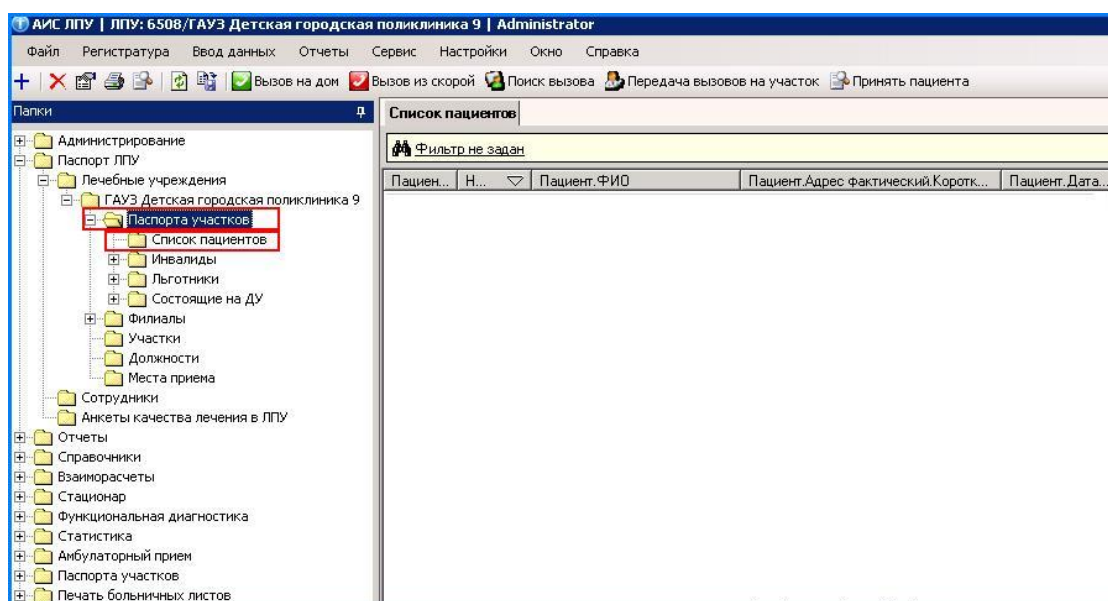 АИС ЛПУ | ЛПУ: 6508/ГАУЗ Детская городская поликлиника 9 | Administrator
Файл Регистратура Ввод данных Отчеты Сервис Настройки Окно Справка
Вызов на дом Вызов из скорой Поиск вызова Передача вызовов на участок Принять пациента
Папки
Список пациентов
Фильтр не задан
Пациен... Н... Пациент.ФИО Пациент.Адрес фактический.Коротк... Пациент.Дата...
Администрирование
Паспорт ЛПУ
Лечебные учреждения
ГАУЗ Детская городская поликлиника 9
Паспорта участков
Список пациентов
Инвалиды
Льготники
Состоящие на ДУ
Филиалы
Участки
Должности
Места приема
Сотрудники
Анкеты качества лечения в ЛПУ
Отчеты
Справочники
Взаиморасчеты
Стационар
Функциональная диагностика
Статистика
Амбулаторный прием
Паспорта участков
Печать больничных листов